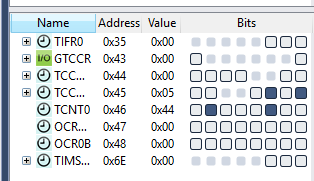 Name Address Value Bits
TIFR0 0x35 0x00
I/O GTCCR 0x43 0x00
TCC... 0x44 0x00
TCC... 0x45 0x05
TCNT0 0x46 0x44
OCR... 0x47 0x00
OCR0B 0x48 0x00
TIMS... 0x6E 0x00